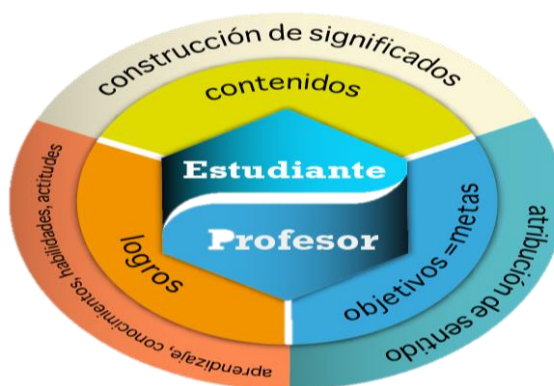 construcción de significados
contenidos
Estudiante
Profesor
logros
objetivos =metas
aprendizaje, conocimientos, habilidades, actitudes
atribución de sentido